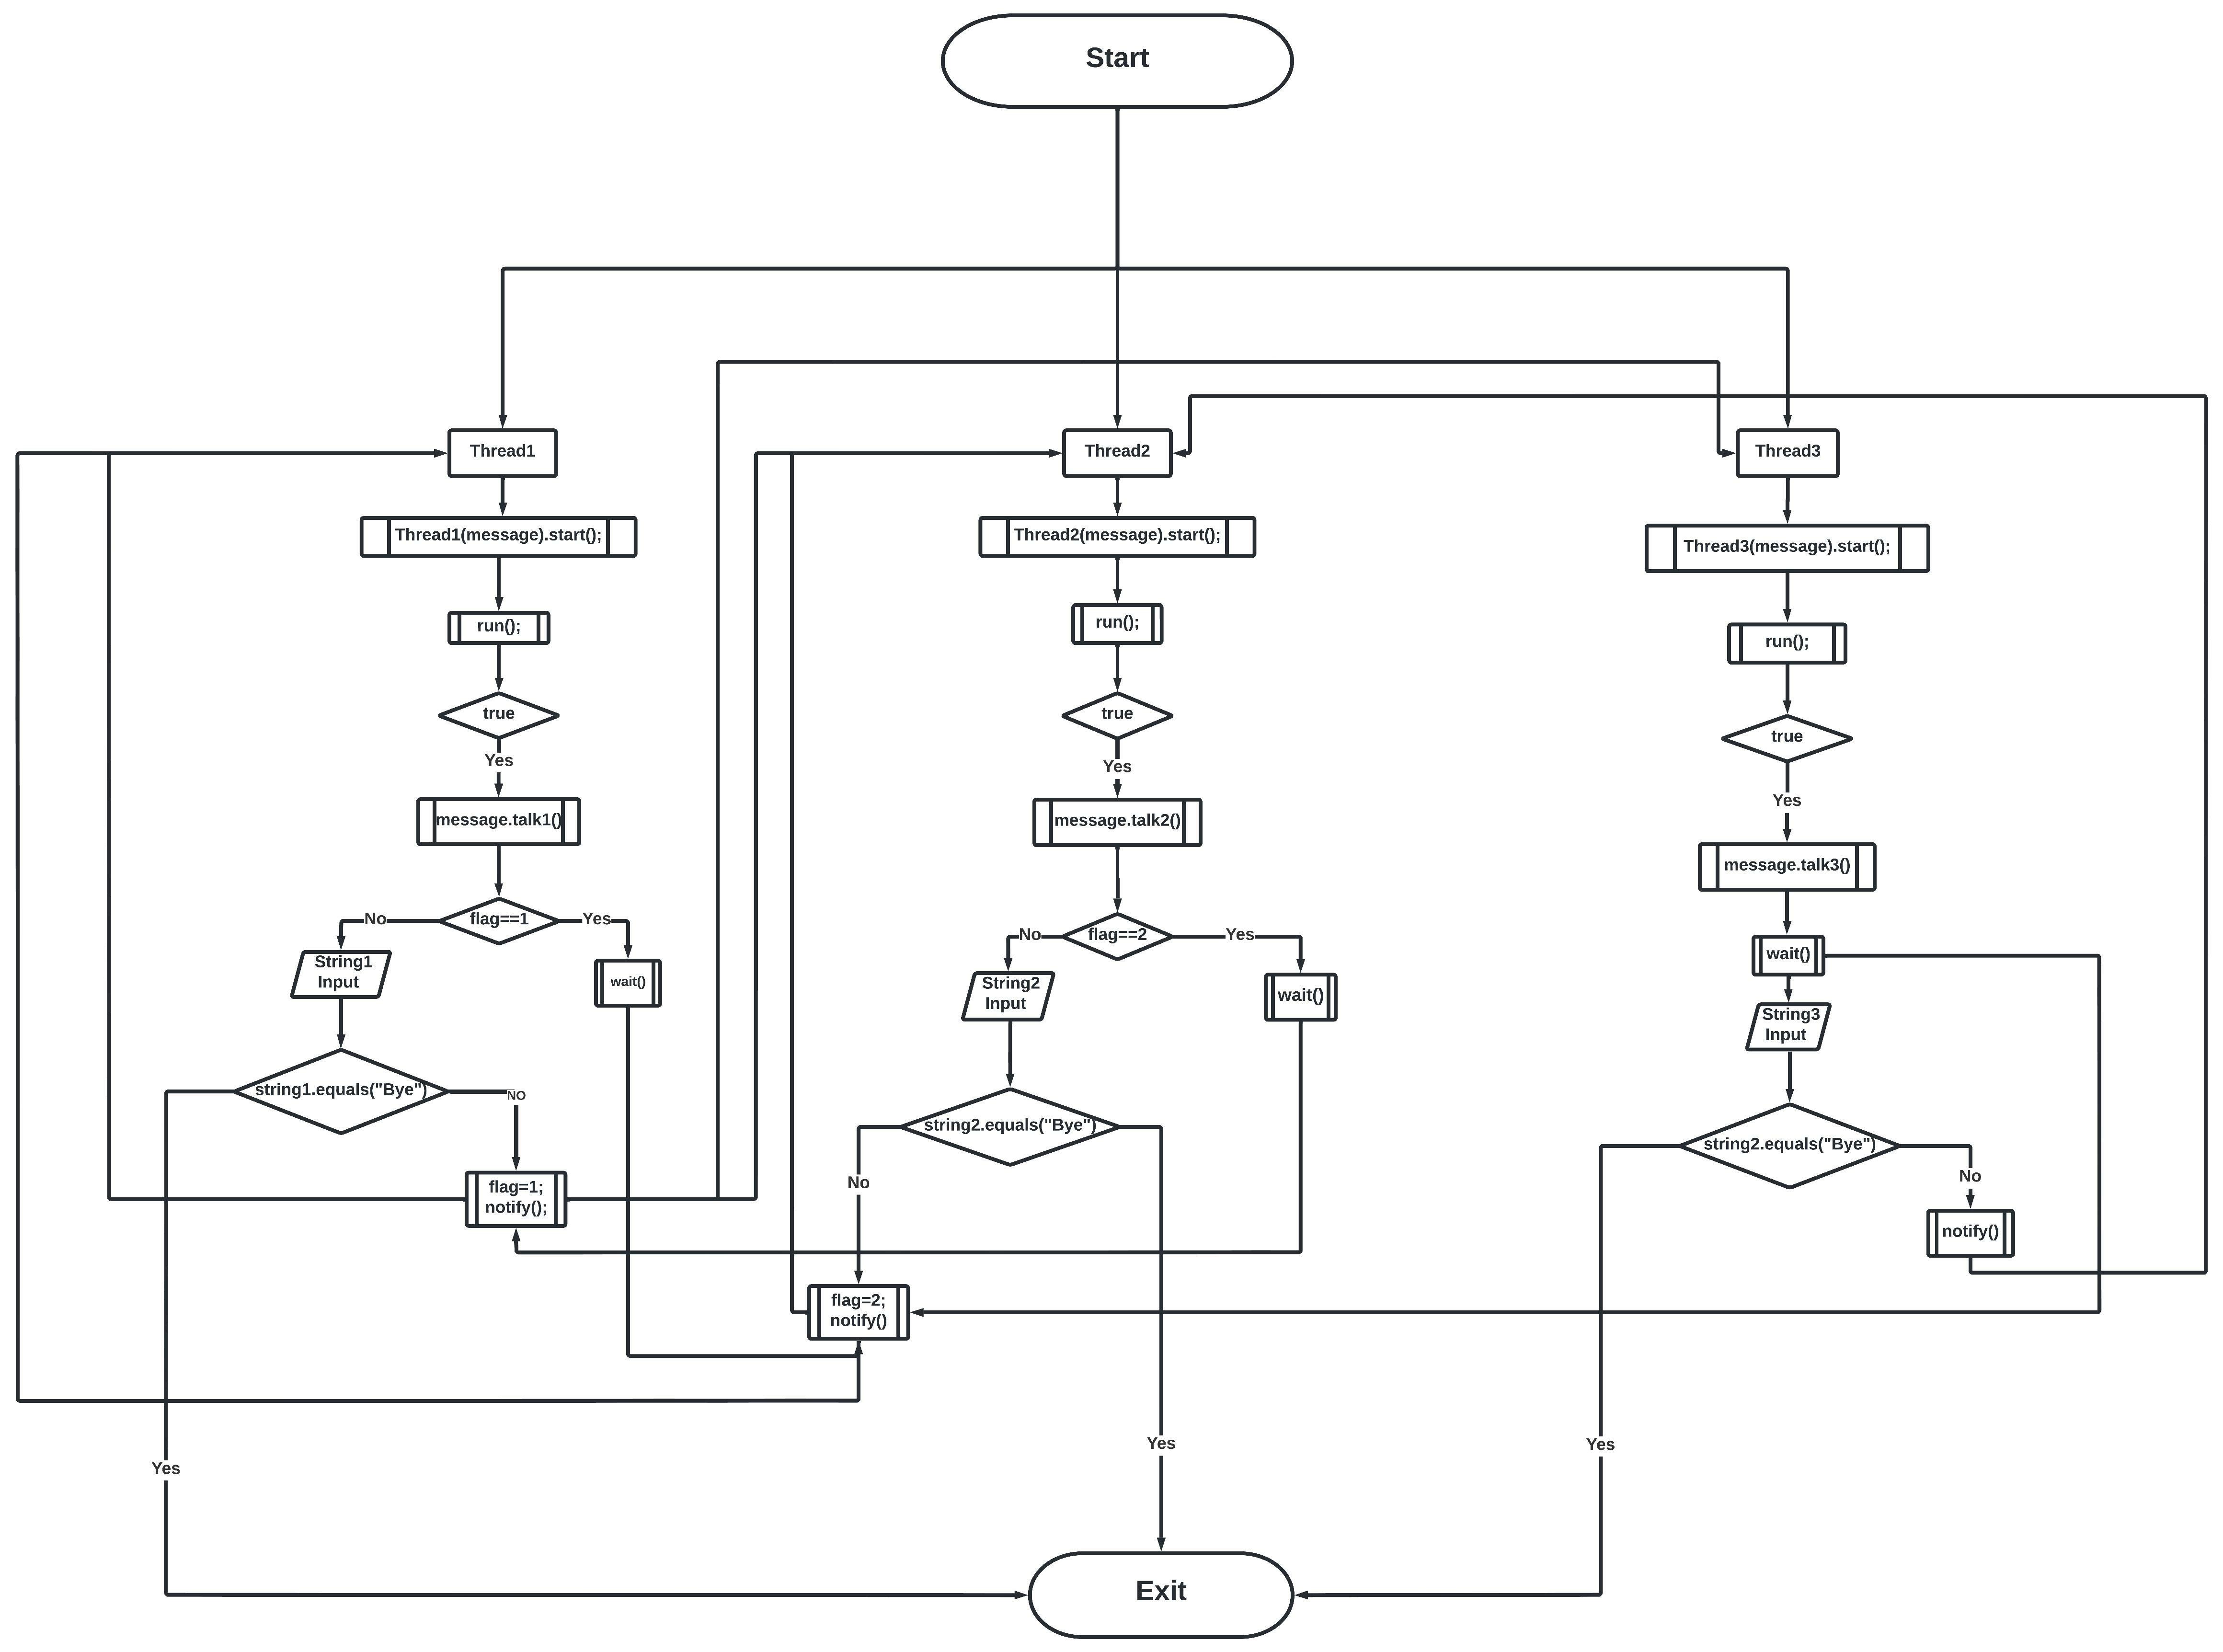 Start
Thread1
Thread2
Thread3
Thread1(message).start();
Thread2(message).start();
Thread3(message).start();
run();
run();
run();
true
true
true
Yes
Yes
Yes
message.talk1()
message.talk2()
message.talk3()
No
flag==1
Yes
No
flag==2
Yes
wait()
String1
Input
wait()
String2
Input
wait()
String3
Input
string1.equals("Bye")
NO
string2.equals("Bye")
string2.equals("Bye")
No
No
flag=1;
notify();
notify()
flag=2;
notify()
Yes
Yes
Yes
Exit